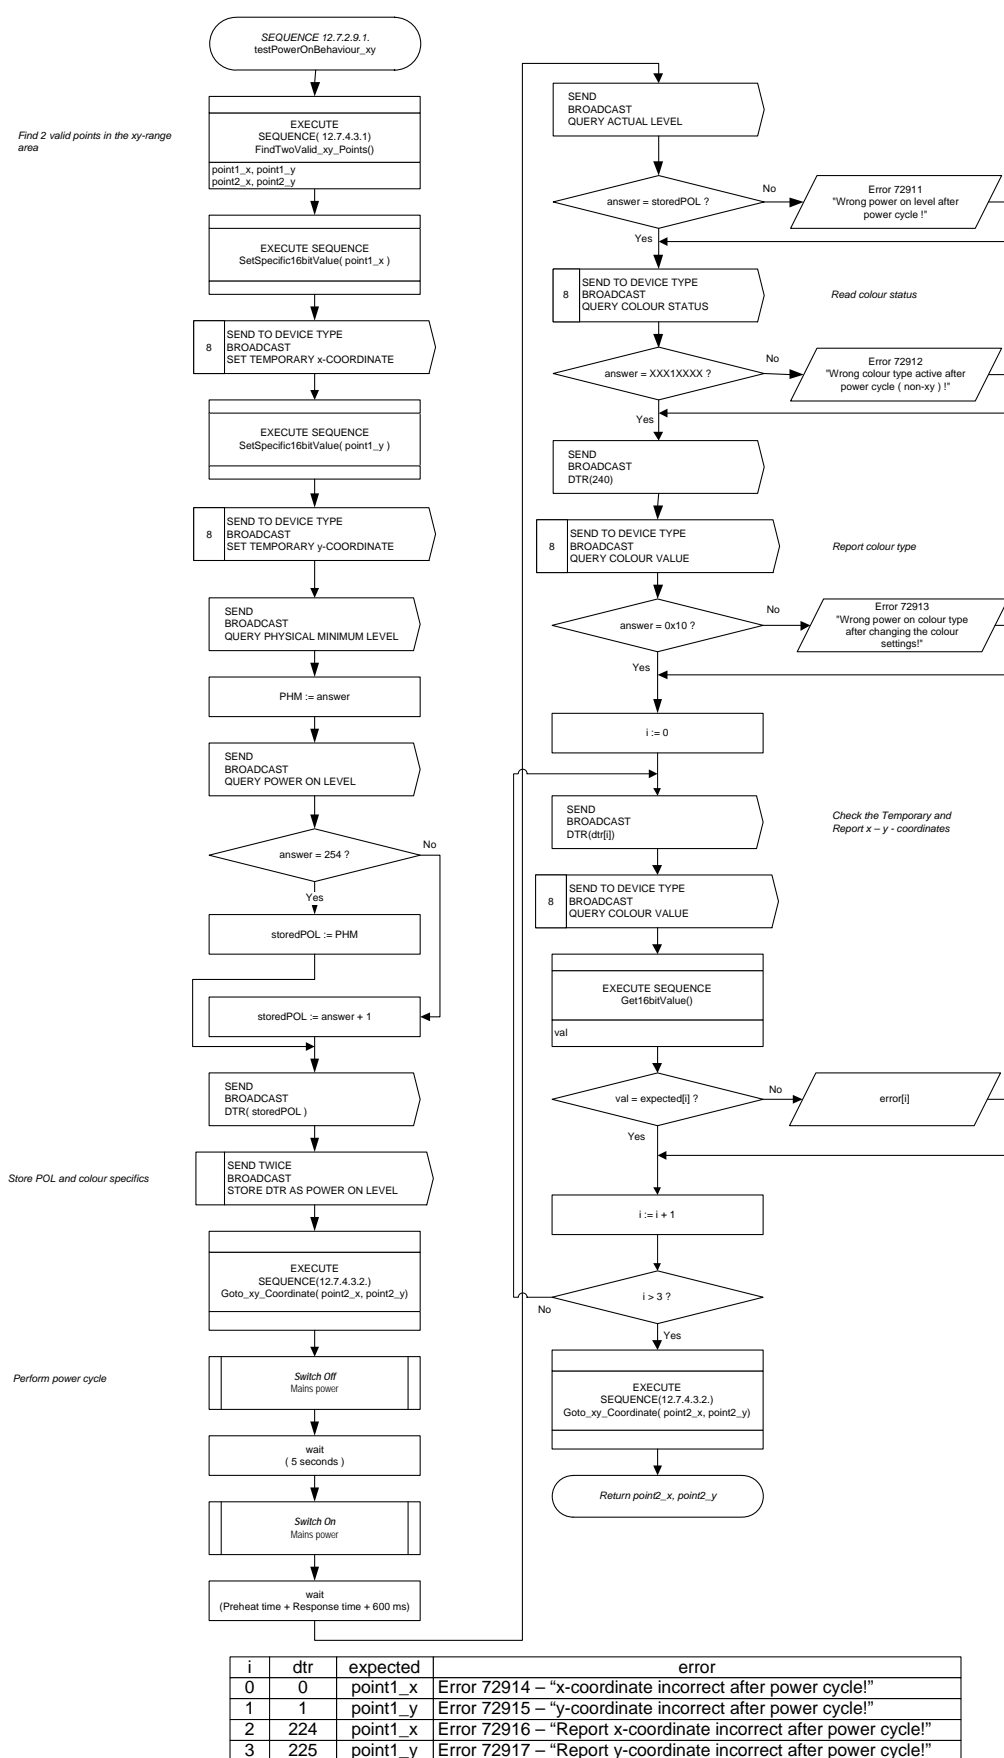 SEQUENCE 12.7.2.9.1.
testPowerOnBehaviour_xy
Find 2 valid points in the xy-range
area
EXECUTE
SEQUENCE( 12.7.4.3.1)
FindTwoValid_xy_Points()
point1_x, point1_y
point2_x, point2_y
EXECUTE SEQUENCE
SetSpecific16bitValue( point1_x )
8
SEND TO DEVICE TYPE
BROADCAST
SET TEMPORARY x-COORDINATE
EXECUTE SEQUENCE
SetSpecific16bitValue( point1_y )
8
SEND TO DEVICE TYPE
BROADCAST
SET TEMPORARY y-COORDINATE
SEND
BROADCAST
QUERY PHYSICAL MINIMUM LEVEL
PHM := answer
SEND
BROADCAST
QUERY POWER ON LEVEL
answer = 254 ?
No
Yes
storedPOL := PHM
storedPOL := answer + 1
SEND
BROADCAST
DTR( storedPOL )
Store POL and colour specifics
SEND TWICE
BROADCAST
STORE DTR AS POWER ON LEVEL
EXECUTE
SEQUENCE(12.7.4.3.2.)
Goto_xy_Coordinate( point2_x, point2_y)
Perform power cycle
Switch Off
Mains power
wait
( 5 seconds )
Switch On
Mains power
wait
(Preheat time + Response time + 600 ms)
SEND
BROADCAST
QUERY ACTUAL LEVEL
answer = storedPOL ?
No
Error 72911
"Wrong power on level after
power cycle !"
Yes
8
SEND TO DEVICE TYPE
BROADCAST
QUERY COLOUR STATUS
Read colour status
answer = XXX1XXXX ?
No
Error 72912
"Wrong colour type active after
power cycle ( non-xy ) !"
Yes
SEND
BROADCAST
DTR(240)
8
SEND TO DEVICE TYPE
BROADCAST
QUERY COLOUR VALUE
Report colour type
answer = 0x10 ?
No
Error 72913
"Wrong power on colour type
after changing the colour
settings!"
Yes
i := 0
SEND
BROADCAST
DTR(dtr[i])
Check the Temporary and
Report x – y - coordinates
8
SEND TO DEVICE TYPE
BROADCAST
QUERY COLOUR VALUE
EXECUTE SEQUENCE
Get16bitValue()
val
val = expected[i] ?
No
error[i]
Yes
i := i + 1
i > 3 ?
No
Yes
EXECUTE
SEQUENCE(12.7.4.3.2.)
Goto_xy_Coordinate( point2_x, point2_y)
Return point2_x, point2_y
i dtr expected error
0 0 point1_x Error 72914 – “x-coordinate incorrect after power cycle!”
1 1 point1_y Error 72915 – “y-coordinate incorrect after power cycle!”
2 224 point1_x Error 72916 – “Report x-coordinate incorrect after power cycle!”
3 225 point1_y Error 72917 – “Report y-coordinate incorrect after power cycle!”